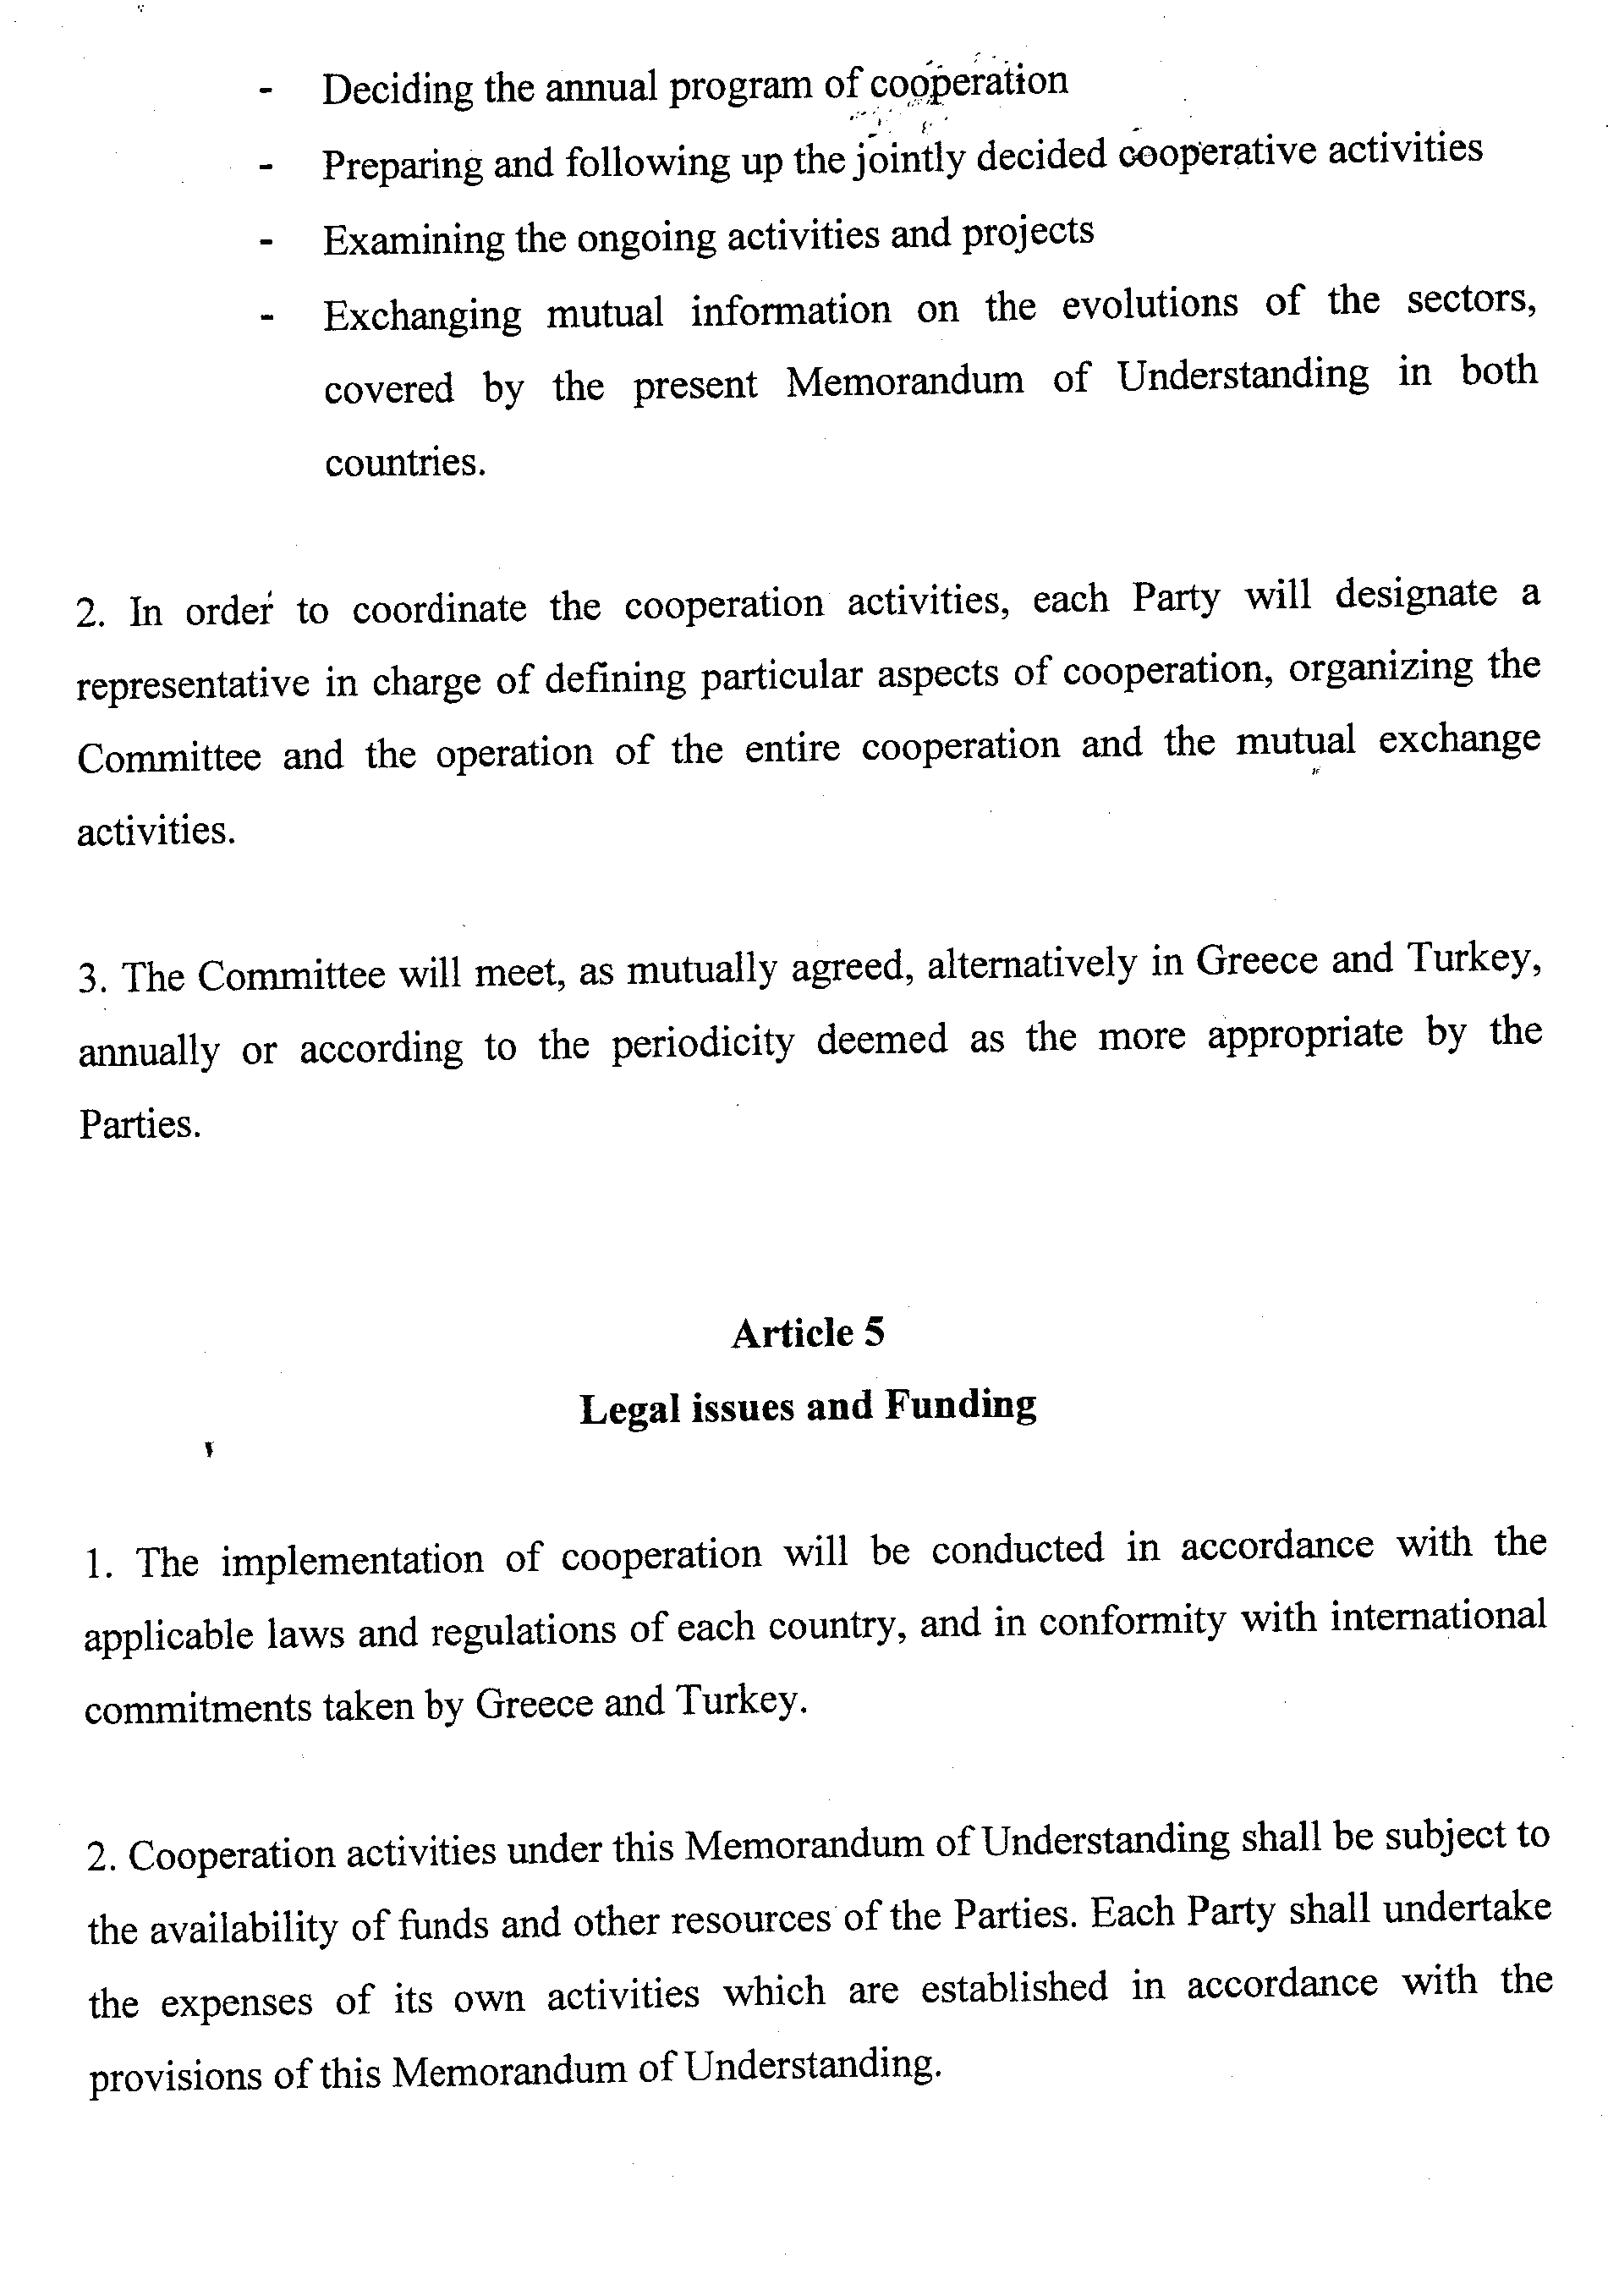 - Deciding the annual program of cooperation
- Preparing and following up the jointly decided cooperative activities
- Examining the ongoing activities and projects
- Exchanging mutual information on the evolutions of the sectors,
covered by the present Memorandum of Understanding in both
countries.
2. In order to coordinate the cooperation activities, each Party will designate a
representative in charge of defining particular aspects of cooperation, organizing the
Committee and the operation of the entire cooperation and the mutual exchange
activities.
3. The Committee will meet, as mutually agreed, alternatively in Greece and Turkey,
annually or according to the periodicity deemed as the more appropriate by the
Parties.
Article 5
Legal issues and Funding
1. The implementation of cooperation will be conducted in accordance with the
applicable laws and regulations of each country, and in conformity with international
commitments taken by Greece and Turkey.
2. Cooperation activities under this Memorandum of Understanding shall be subject to
the availability of funds and other resources of the Parties. Each Party shall undertake
the expenses of its own activities which are established in accordance with the
provisions of this Memorandum of Understanding.